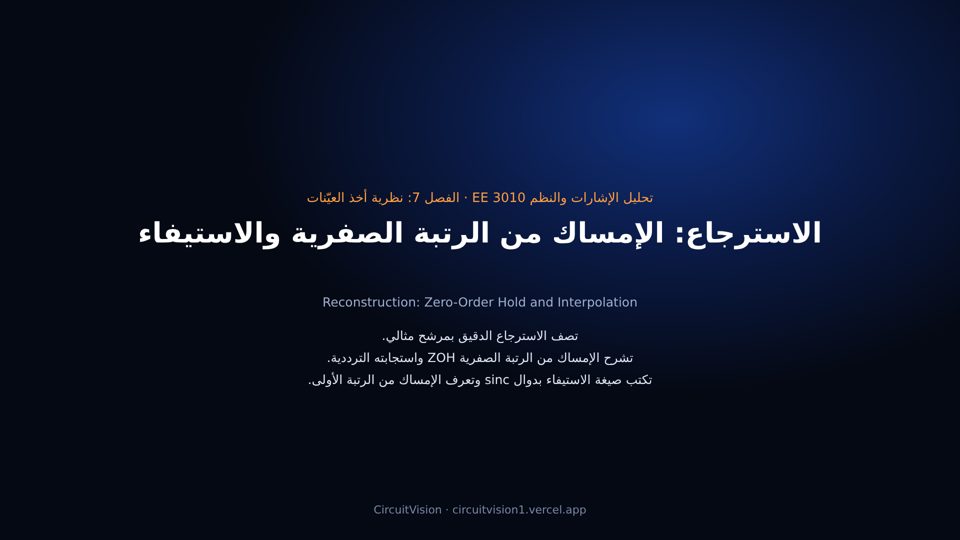 تحليل الإشارات والنظم EE 3010 · الفصل 7: نظرية أخذ العيّنات
الاسترجاع: الإمساك من الرتبة الصفرية والاستيفاء
Reconstruction: Zero-Order Hold and Interpolation
تصف الاسترجاع الدقيق بمرشح مثالي.
تشرح الإمساك من الرتبة الصفرية ZOH واستجابته الترددية.
تكتب صيغة الاستيفاء بدوال sinc وتعرف الإمساك من الرتبة الأولى.
CircuitVision · circuitvision1.vercel.app